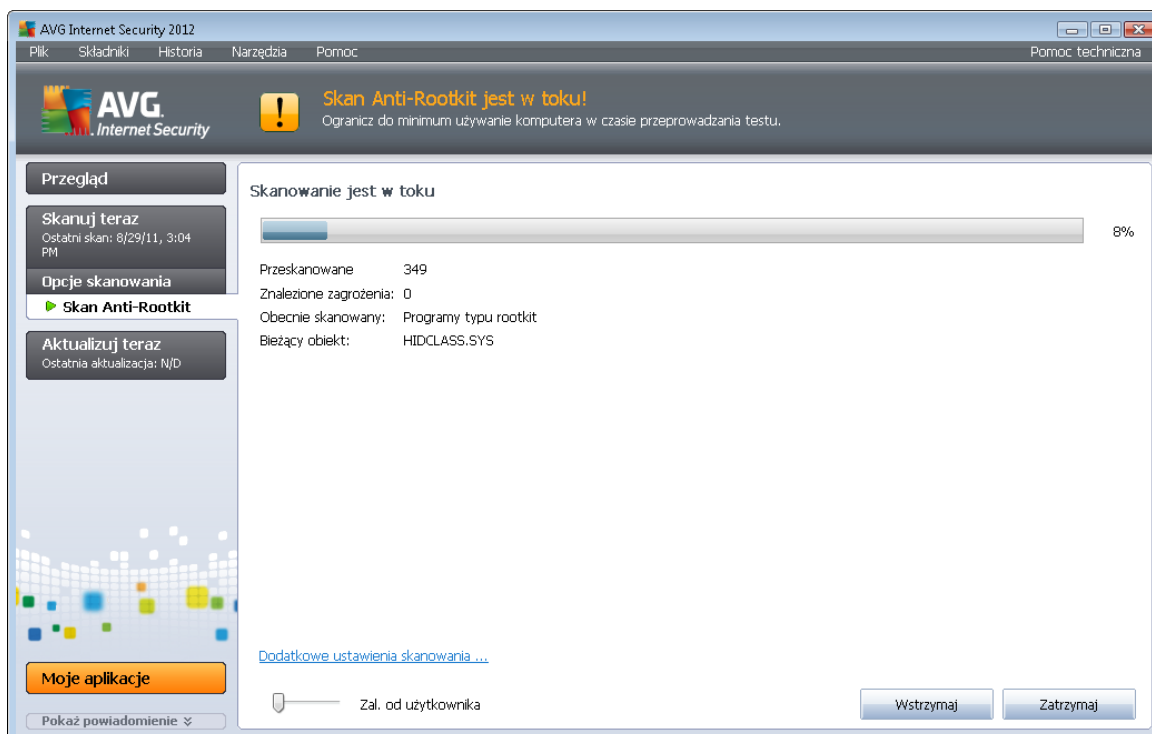 AVG Internet Security 2012
Plik Składniki Historia Narzędzia Pomoc Pomoc techniczna
AVG.
Internet Security
Skan Anti-Rootkit jest w toku!
Ogranicz do minimum używanie komputera w czasie przeprowadzania testu.
Przegląd
Skanuj teraz
Ostatni skan: 8/29/11, 3:04
PM
Opcje skanowania
Skan Anti-Rootkit
Aktualizuj teraz
Ostatnia aktualizacja: N/D
Moje aplikacje
Pokaż powiadomienie
Skanowanie jest w toku
8%
Przeskanowane 349
Znalezione zagrożenia: 0
Obecnie skanowany: Programy typu rootkit
Bieżący obiekt: HIDCLASS.SYS
Dodatkowe ustawienia skanowania ...
Zal. od użytkownika
Wstrzymaj Zatrzymaj